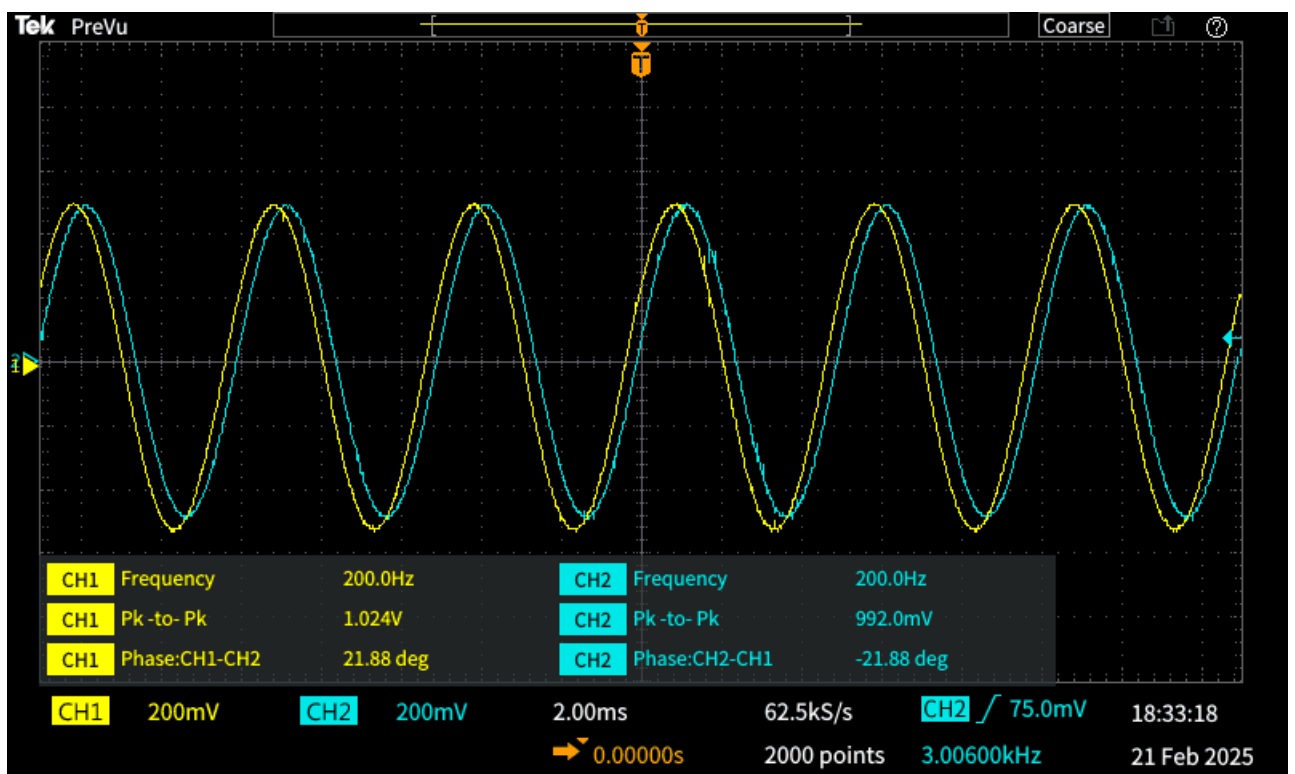 Tek PreVu T Coarse ?
T
1
CH1 Frequency 200.0Hz CH2 Frequency 200.0Hz
CH1 Pk -to- Pk 1.024V CH2 Pk -to- Pk 992.0mV
CH1 Phase:CH1-CH2 21.88 deg CH2 Phase:CH2-CH1 -21.88 deg
CH1 200mV CH2 200mV 2.00ms 62.5kS/s CH2 75.0mV 18:33:18
0.00000s 2000 points 3.00600kHz 21 Feb 2025